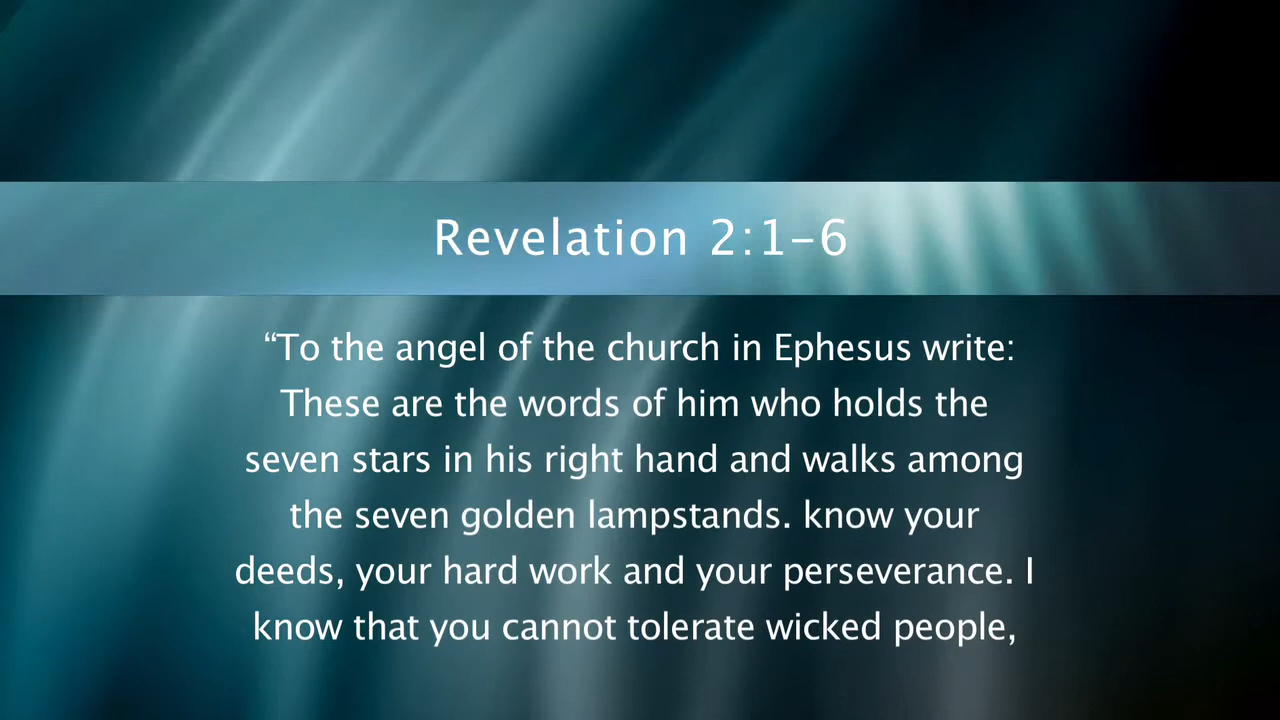 Revelation 2:1–6
“To the angel of the church in Ephesus write:
These are the words of him who holds the
seven stars in his right hand and walks among
the seven golden lampstands. know your
deeds, your hard work and your perseverance. I
know that you cannot tolerate wicked people,